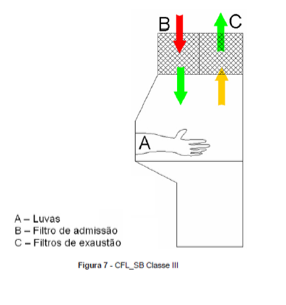 B
C
A
A – Luvas
B – Filtro de admissão
C – Filtros de exaustão
Figura 7 - CFL_SB Classe III